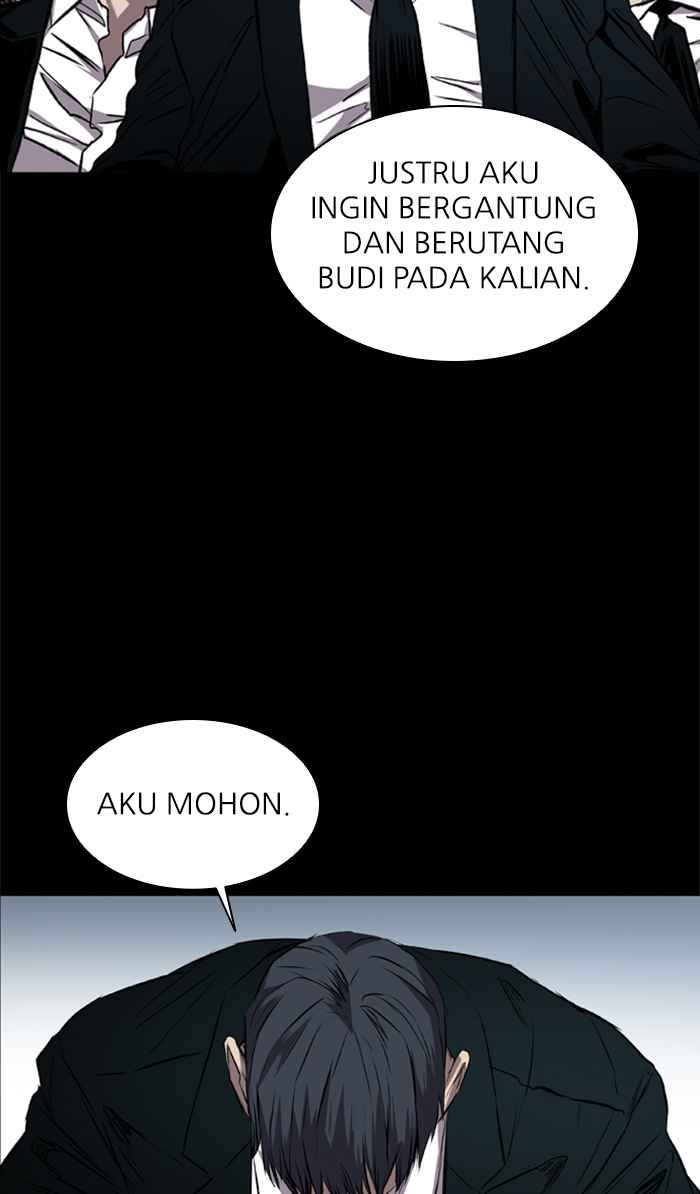 JUSTRU AKU
INGIN BERGANTUNG
DAN BERUTANG
BUDI PADA KALIAN.
AKU MOHON.